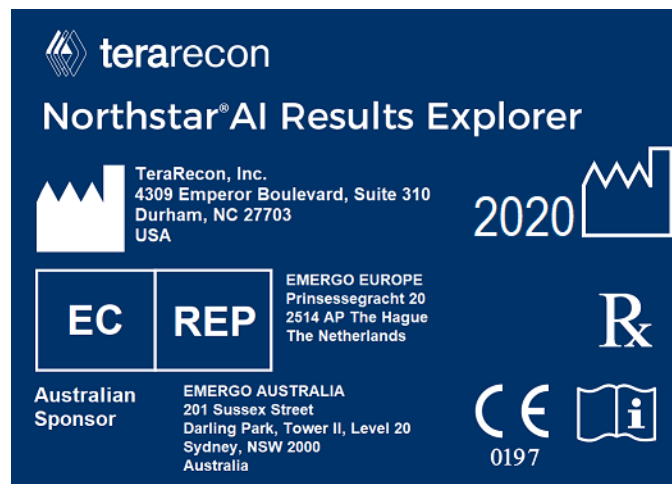 terarecon
Northstar® AI Results Explorer
TeraRecon, Inc.
4309 Emperor Boulevard, Suite 310
Durham, NC 27703
USA
2020
EC REP
EMERGO EUROPE
Prinsessegracht 20
2514 AP The Hague
The Netherlands
Rx
Australian
Sponsor
EMERGO AUSTRALIA
201 Sussex Street
Darling Park, Tower II, Level 20
Sydney, NSW 2000
Australia
CE
0197
i